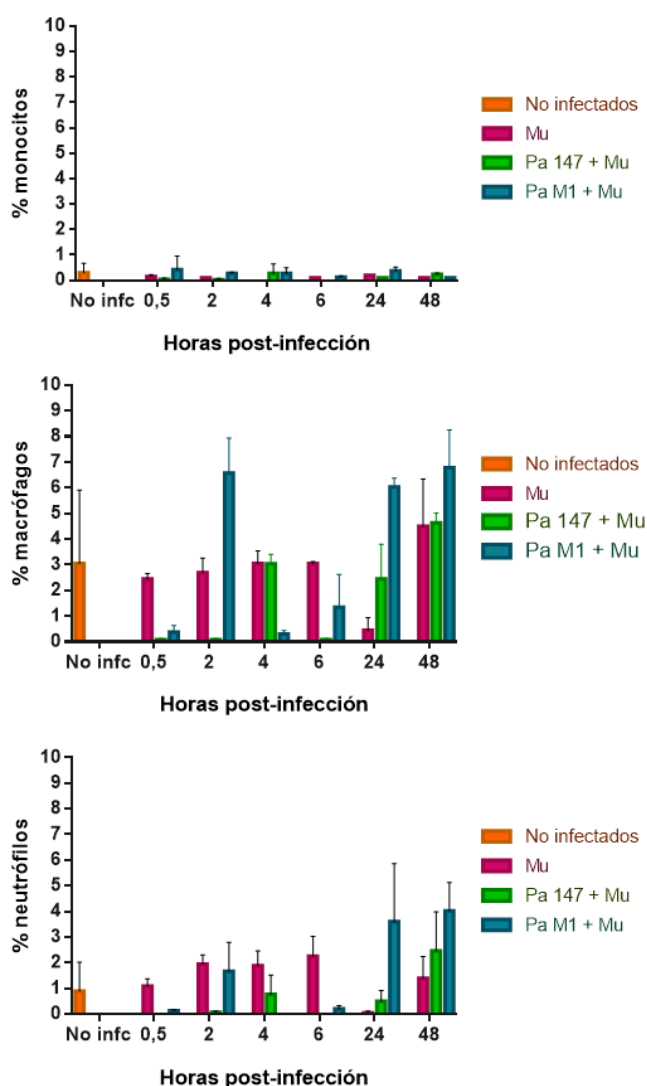 % monocitos
10
9
8
7
6
5
4
3
2
1
0
No infc 0,5 2 4 6 24 48
Horas post-infección
No infectados
Mu
Pa 147 + Mu
Pa M1 + Mu
% macrófagos
10
9
8
7
6
5
4
3
2
1
0
No infc 0,5 2 4 6 24 48
Horas post-infección
No infectados
Mu
Pa 147 + Mu
Pa M1 + Mu
% neutrófilos
10
9
8
7
6
5
4
3
2
1
0
No infc 0,5 2 4 6 24 48
Horas post-infección
No infectados
Mu
Pa 147 + Mu
Pa M1 + Mu